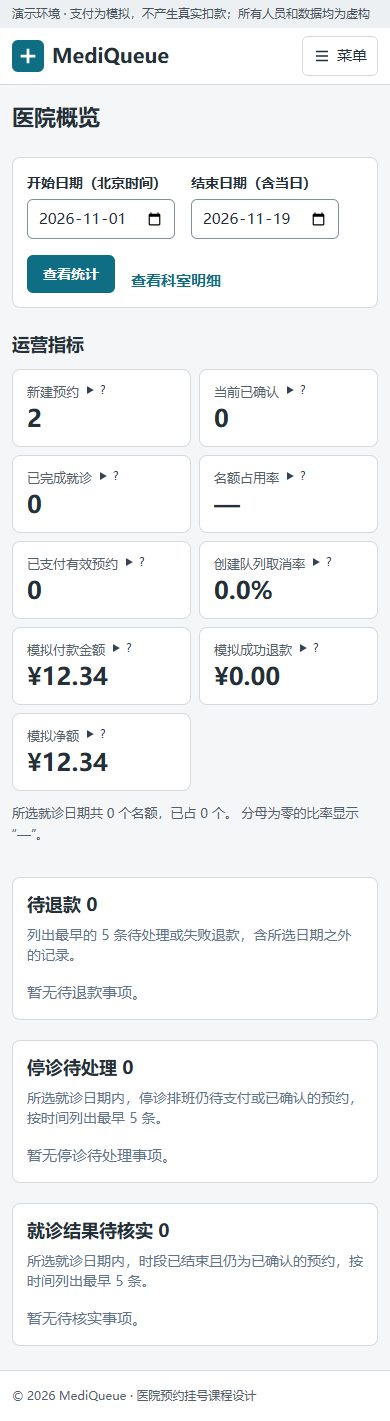 演示环境 · 支付为模拟，不产生真实扣款；所有人员和数据均为虚构
MediQueue
菜单
医院概览
开始日期（北京时间）
结束日期（含当日）
2026-11-01
2026-11-19
查看统计
查看科室明细
运营指标
新建预约 ▶ ?
2
当前已确认 ▶ ?
0
已完成就诊 ▶ ?
0
名额占用率 ▶ ?
—
已支付有效预约 ▶ ?
0
创建队列取消率 ▶ ?
0.0%
模拟付款金额 ▶ ?
¥12.34
模拟成功退款 ▶ ?
¥0.00
模拟净额 ▶ ?
¥12.34
所选就诊日期共 0 个名额，已占 0 个。 分母为零的比率显示
“—”。
待退款 0
列出最早的 5 条待处理或失败退款，含所选日期之外
的记录。
暂无待退款事项。
停诊待处理 0
所选就诊日期内，停诊排班仍待支付或已确认的预约，
按时间列出最早 5 条。
暂无停诊待处理事项。
就诊结果待核实 0
所选就诊日期内，时段已结束且仍为已确认的预约，按
时间列出最早 5 条。
暂无待核实事项。
© 2026 MediQueue · 医院预约挂号课程设计